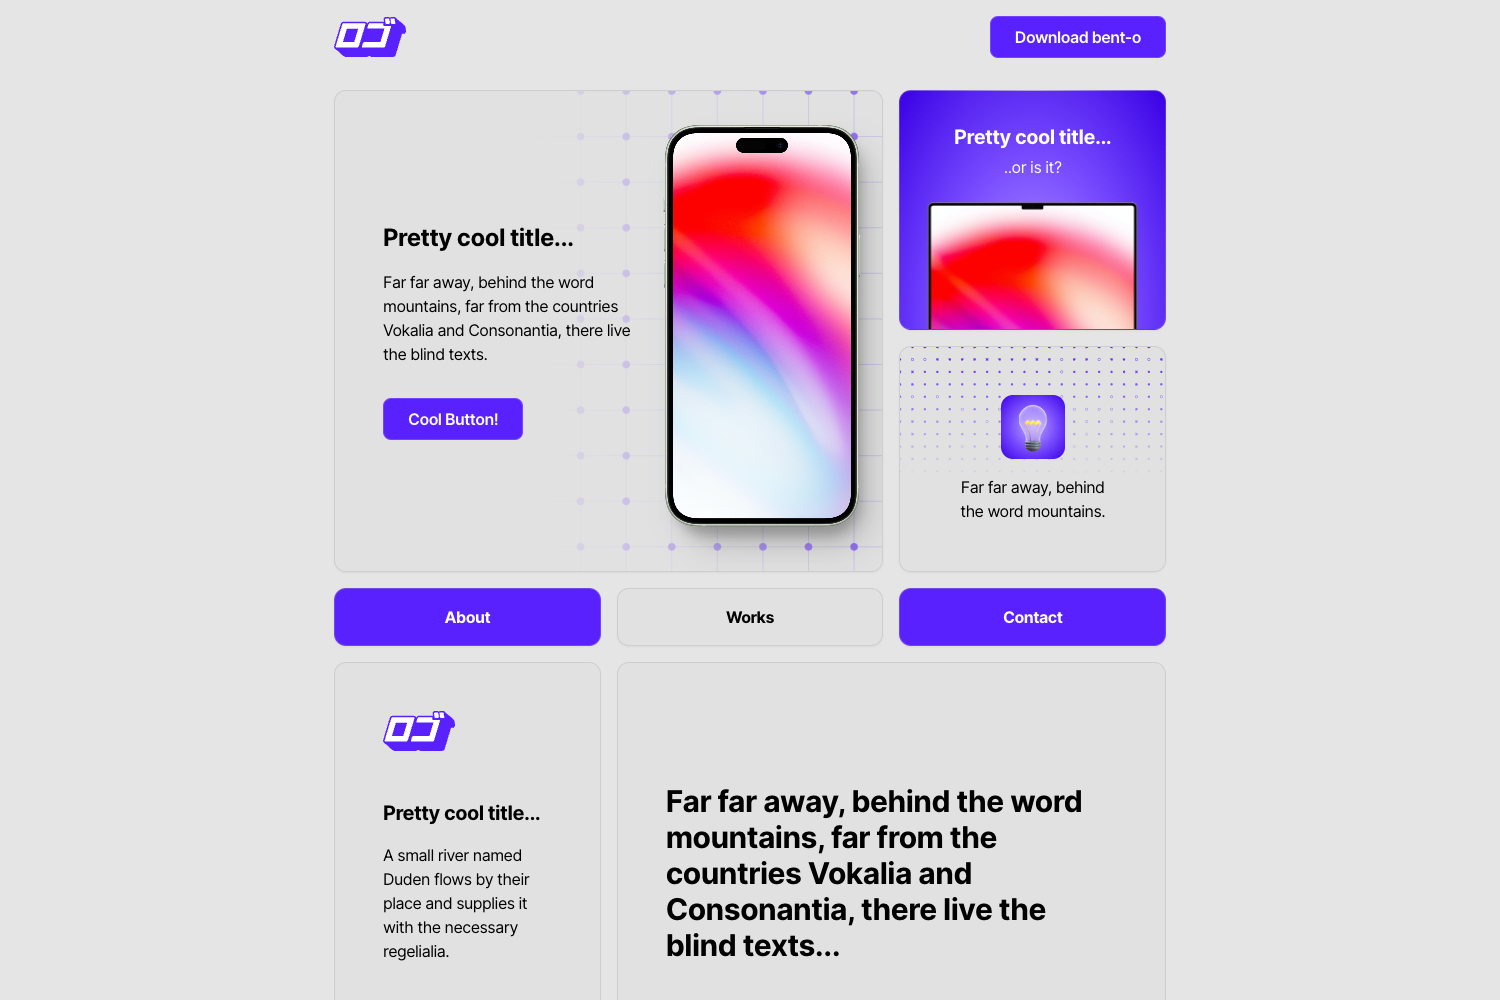 Download bent-o
Pretty cool title...
Far far away, behind the word
mountains, far from the countries
Vokalia and Consonantia, there live
the blind texts.
Cool Button!
Pretty cool title...
..or is it?
Far far away, behind
the word mountains.
About
Works
Contact
Pretty cool title...
A small river named
Duden flows by their
place and supplies it
with the necessary
regelialia.
Far far away, behind the word
mountains, far from the
countries Vokalia and
Consonantia, there live the
blind texts...